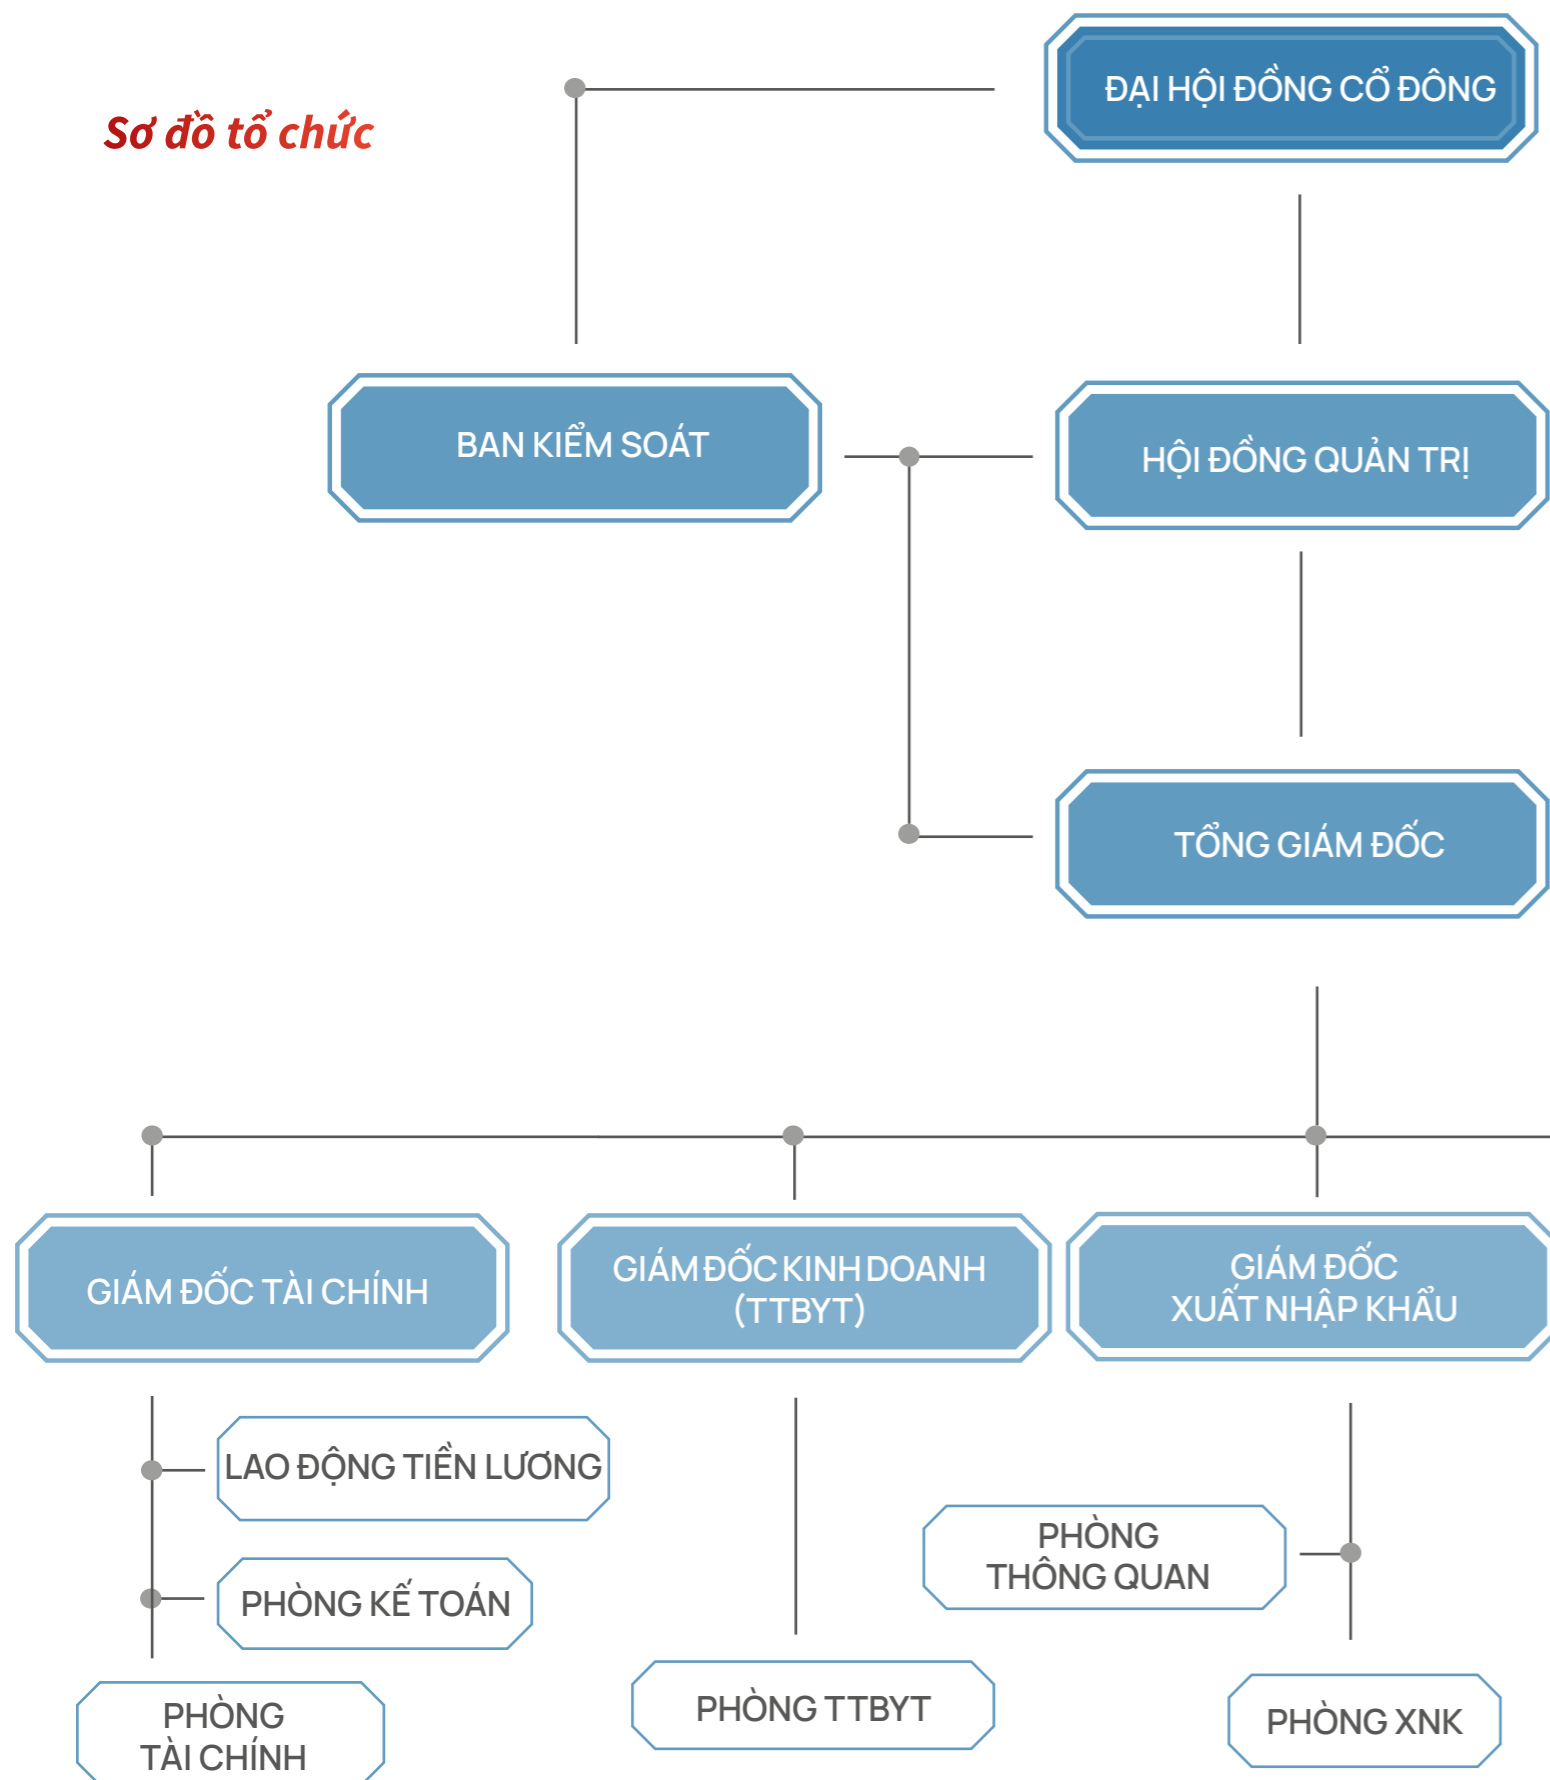 ĐẠI HỘI ĐỒNG CỔ ĐÔNG
Sơ đồ tổ chức
BAN KIỂM SOÁT
HỘI ĐỒNG QUẢN TRỊ
TỔNG GIÁM ĐỐC
GIÁM ĐỐC TÀI CHÍNH
GIÁM ĐỐC KINH DOANH
(TTBYT)
GIÁM ĐỐC
XUẤT NHẬP KHẨU
LAO ĐỘNG TIỀN LƯƠNG
PHÒNG KẾ TOÁN
PHÒNG
TÀI CHÍNH
PHÒNG TTBYT
PHÒNG
THÔNG QUAN
PHÒNG XNK